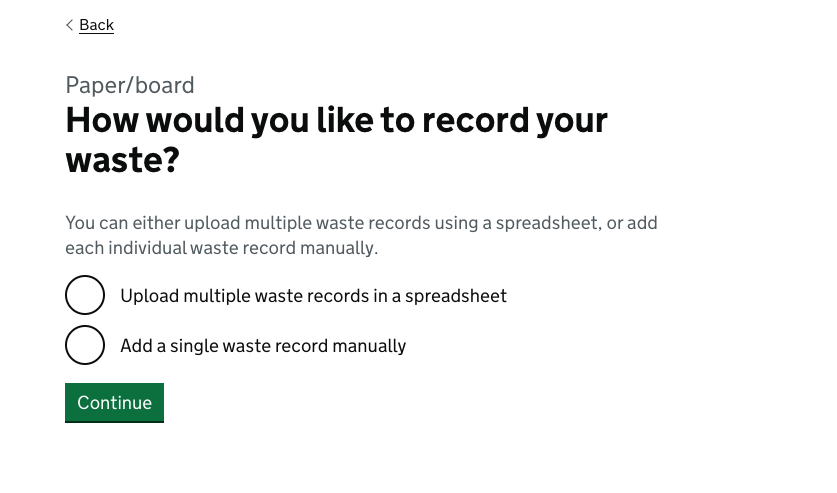 Back
Paper/board
How would you like to record your
waste?
You can either upload multiple waste records using a spreadsheet, or add
each individual waste record manually.
Upload multiple waste records in a spreadsheet
Add a single waste record manually
Continue